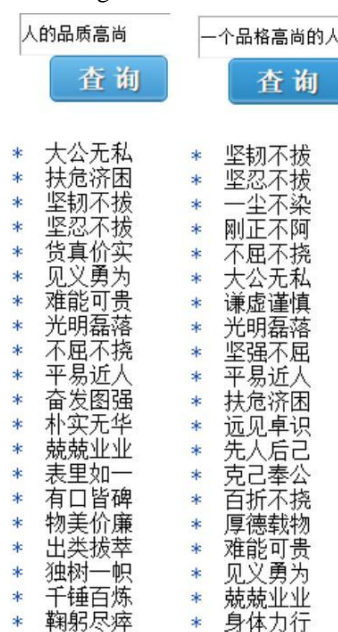 人的品质高尚
查询
* 大公无私
* 扶危济困
* 坚韧不拔
* 坚忍不拔
* 货真价实
* 见义勇为
* 难能可贵
* 光明磊落
* 不屈不挠
* 平易近人
* 奋发图强
* 朴实无华
* 兢兢业业
* 表里如一
* 有口皆碑
* 物美价廉
* 出类拔萃
* 独树一帜
* 千锤百炼
* 鞠躬尽瘁
一个品格高尚的人
查询
* 坚韧不拔
* 坚忍不拔
* 一尘不染
* 刚正不阿
* 不屈不挠
* 大公无私
* 谦虚谨慎
* 光明磊落
* 坚强不屈
* 平易近人
* 扶危济困
* 远见卓识
* 先人后己
* 克己奉公
* 百折不挠
* 厚德载物
* 难能可贵
* 见义勇为
* 兢兢业业
* 身体力行